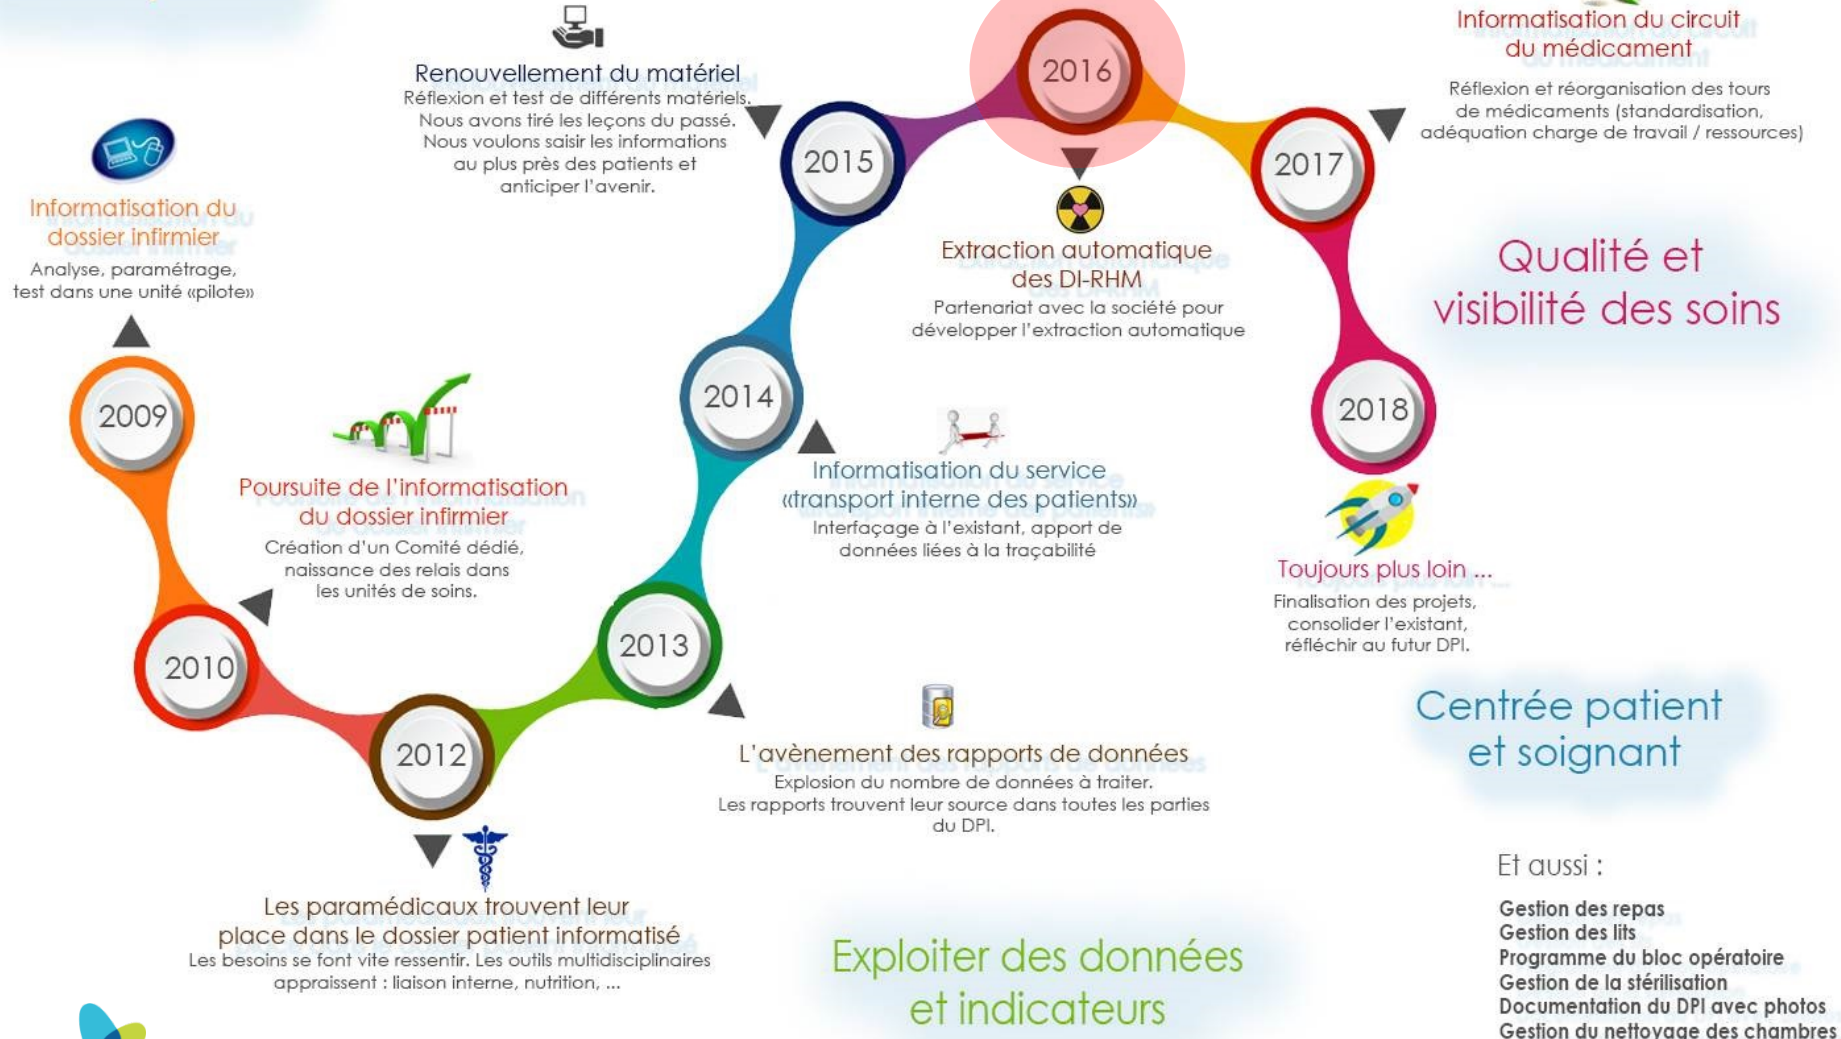 Informatisation du
dossier infirmier
Analyse, paramétrage,
test dans une unité «pilote»
2009
Poursuite de l'informatisation
du dossier infirmier
Création d'un Comité dédié,
naissance des relais dans
les unités de soins.
2010
2012
Les paramédicaux trouvent leur
place dans le dossier patient informatisé
Les besoins se font vite ressentir. Les outils multidisciplinaires
appraissent : liaison interne, nutrition, ...
2013
L'avènement des rapports de données
Explosion du nombre de données à traiter.
Les rapports trouvent leur source dans toutes les parties
du DPI.
2014
Informatisation du service
«transport interne des patients»
Interfaçage à l'existant, apport de
données liées à la traçabilité
Renouvellement du matériel
Réflexion et test de différents matériels.
Nous avons tiré les leçons du passé.
Nous voulons saisir les informations
au plus près des patients et
anticiper l'avenir.
2015
2016
Extraction automatique
des DI-RHM
Partenariat avec la société pour
développer l'extraction automatique
2017
Informatisation du circuit
du médicament
Réflexion et réorganisation des tours
de médicaments (standardisation,
adéquation charge de travail / ressources)
2018
Toujours plus loin ...
Finalisation des projets,
consolider l'existant,
réfléchir au futur DPI.
Qualité et
visibilité des soins
Centrée patient
et soignant
Exploiter des données
et indicateurs
Et aussi :
Gestion des repas
Gestion des lits
Programme du bloc opératoire
Gestion de la stérilisation
Documentation du DPI avec photos
Gestion du nettoyage des chambres